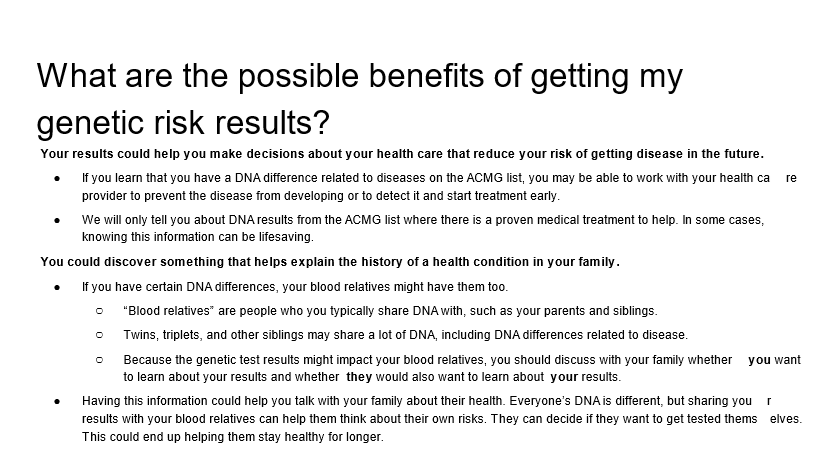 What are the possible benefits of getting my
genetic risk results?
Your results could help you make decisions about your health care that reduce your risk of getting disease in the future.
● If you learn that you have a DNA difference related to diseases on the ACMG list, you may be able to work with your health care
provider to prevent the disease from developing or to detect it and start treatment early.
● We will only tell you about DNA results from the ACMG list where there is a proven medical treatment to help. In some cases,
knowing this information can be lifesaving.
You could discover something that helps explain the history of a health condition in your family.
● If you have certain DNA differences, your blood relatives might have them too.
○ “Blood relatives” are people who you typically share DNA with, such as your parents and siblings.
○ Twins, triplets, and other siblings may share a lot of DNA, including DNA differences related to disease.
○ Because the genetic test results might impact your blood relatives, you should discuss with your family whether you want
to learn about your results and whether they would also want to learn about your results.
● Having this information could help you talk with your family about their health. Everyone’s DNA is different, but sharing your
results with your blood relatives can help them think about their own risks. They can decide if they want to get tested themselves.
This could end up helping them stay healthy for longer.